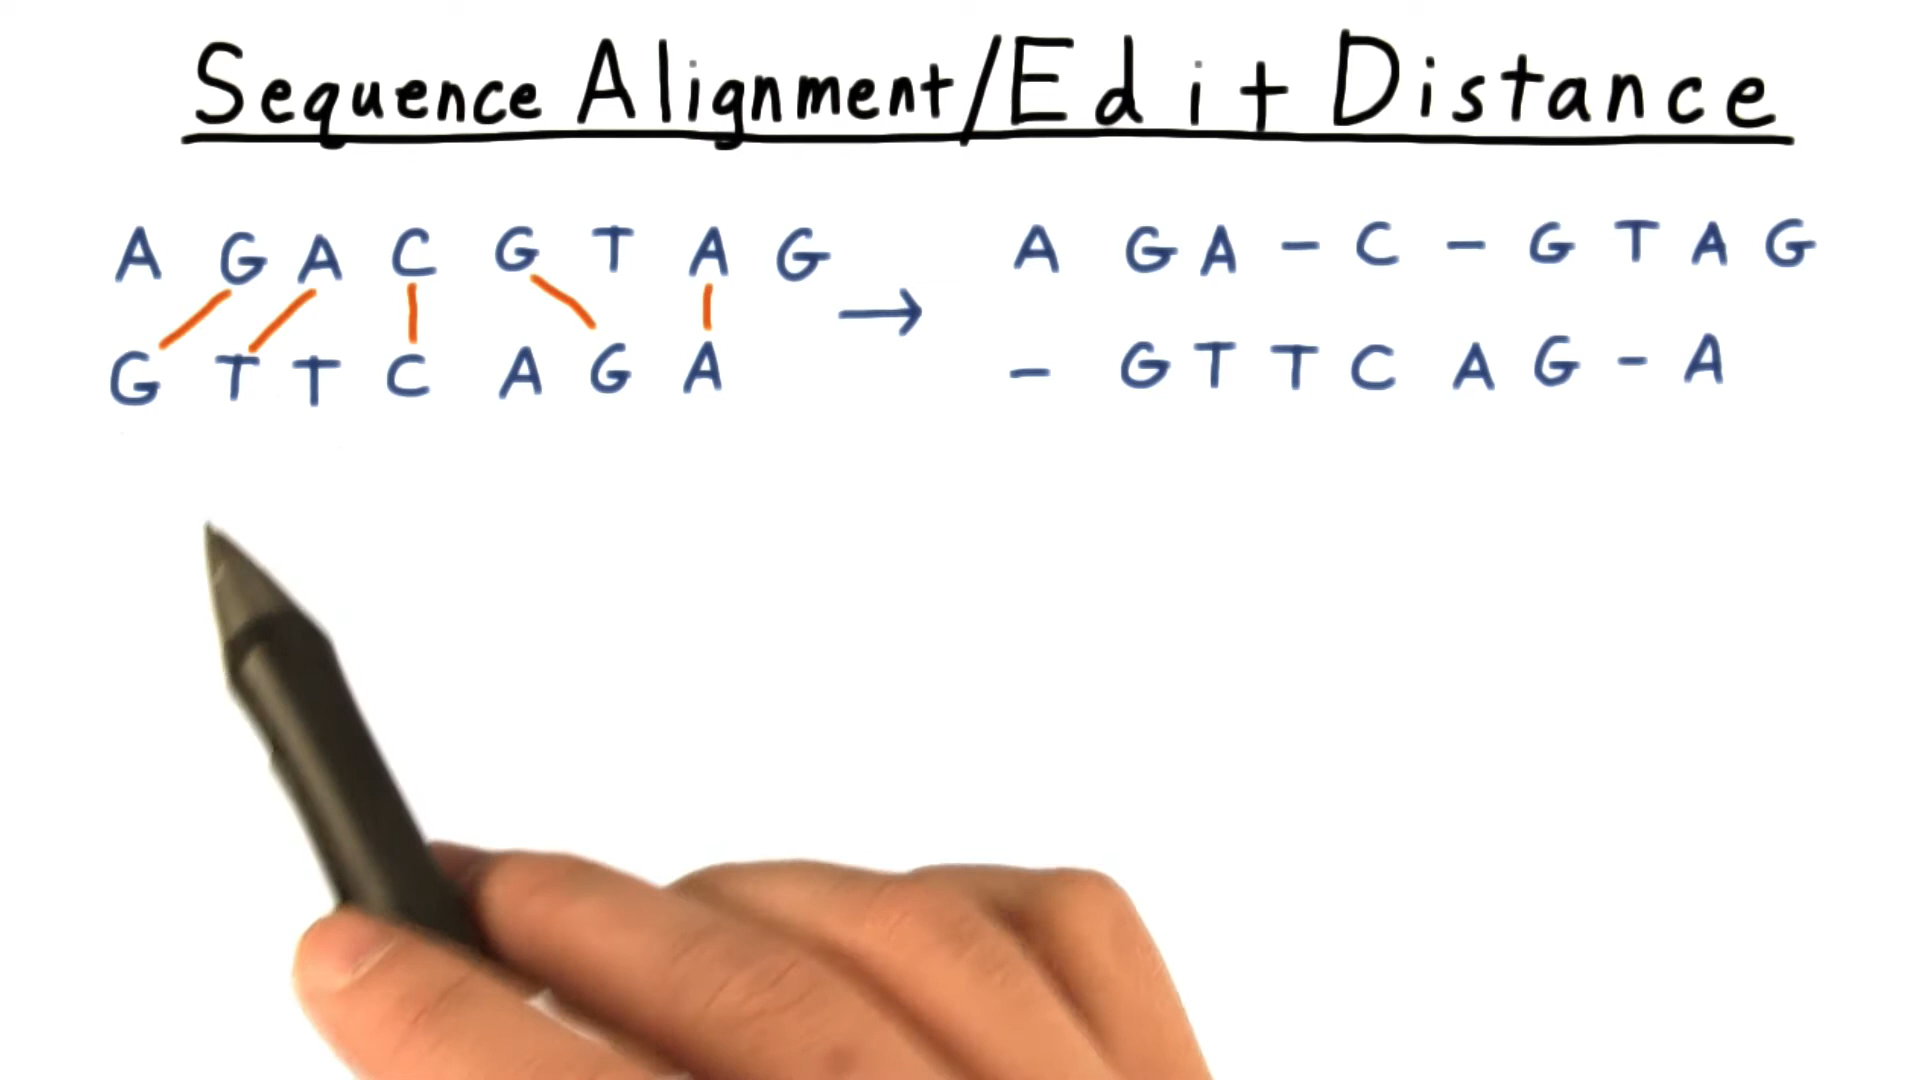 Sequence Alignment/Edit Distance
A G A C G T A G → A G A - C - G T A G
G T T C A G A - G T T C A G - A